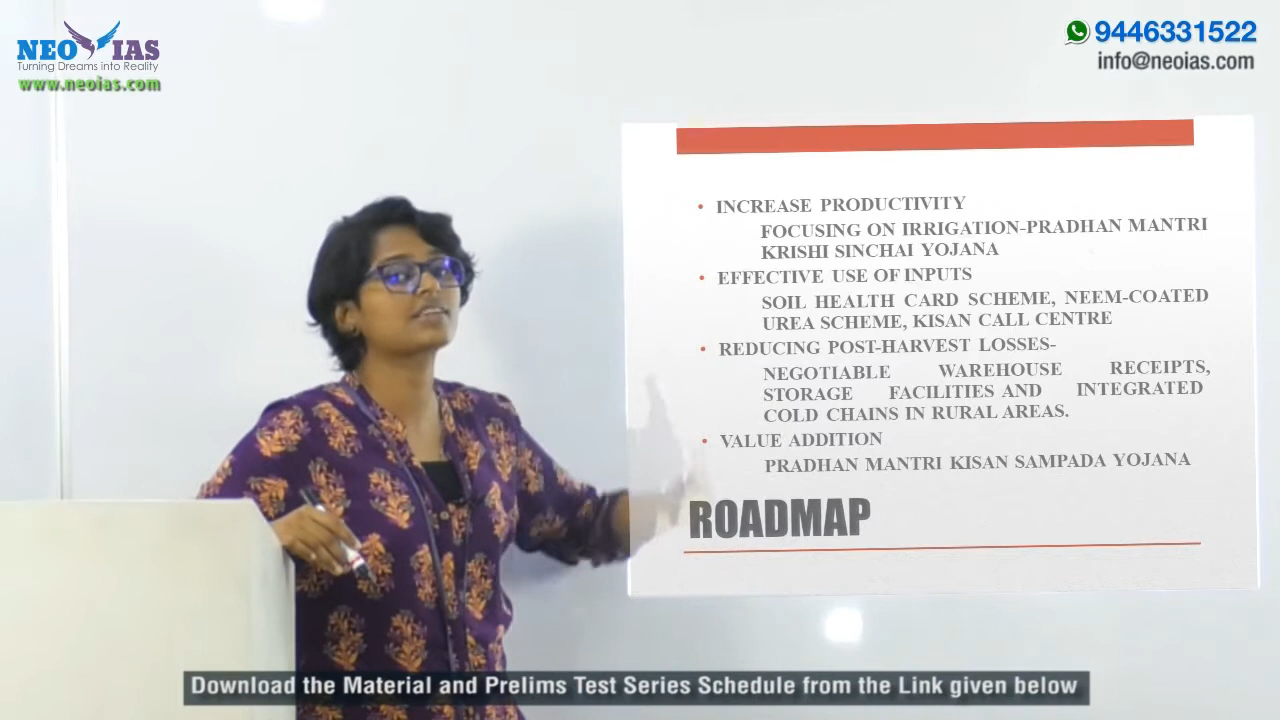 NEO IAS
Turning Dreams into Reality
www.neoias.com
9446331522
info@neoias.com
• INCREASE PRODUCTIVITY
FOCUSING ON IRRIGATION-PRADHAN MANTRI
KRISHI SINCHAI YOJANA
• EFFECTIVE USE OF INPUTS
SOIL HEALTH CARD SCHEME, NEEM-COATED
UREA SCHEME, KISAN CALL CENTRE
• REDUCING POST-HARVEST LOSSES-
NEGOTIABLE WAREHOUSE RECEIPTS,
STORAGE FACILITIES AND INTEGRATED
COLD CHAINS IN RURAL AREAS.
• VALUE ADDITION
PRADHAN MANTRI KISAN SAMPADA YOJANA
ROADMAP
Download the Material and Prelims Test Series Schedule from the Link given below